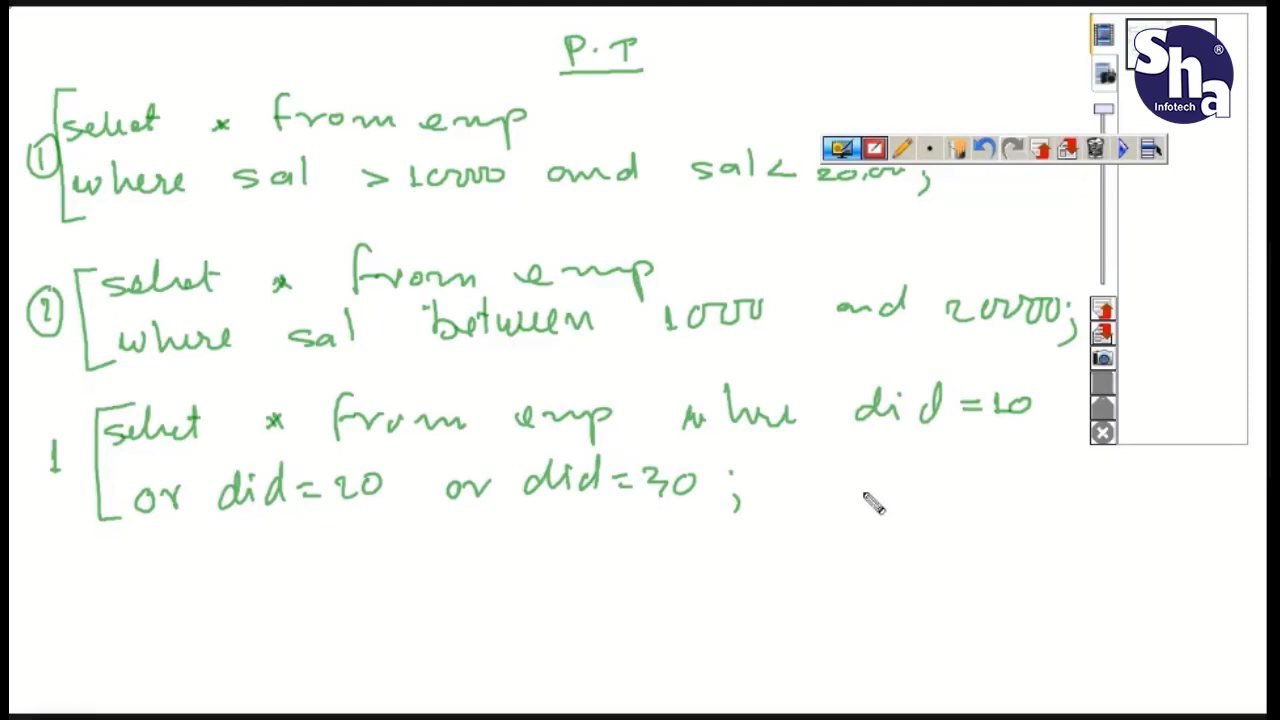 P.T
Sha
®
Infotech
① select * from emp
where sal > 10000 and sal <
② select * from emp
where sal between 10000 and 20000;
1 select * from emp where did = 10
or did = 20 or did = 30 ;